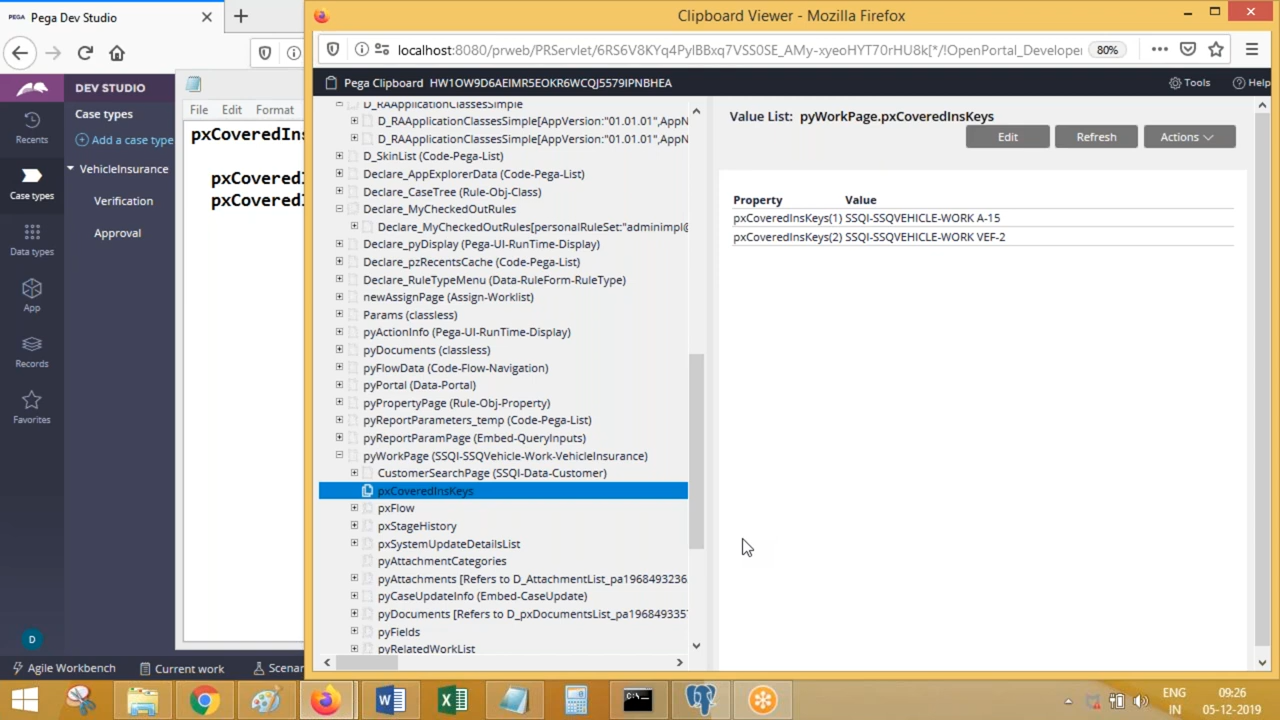 PEGA Pega Dev Studio
Clipboard Viewer - Mozilla Firefox
localhost:8080/prweb/PRServlet/6RS6V8KYq4PylBBxq7VSS0SE_AMy-xyeoHYT70rHU8k[*/!OpenPortal_Developer
80%
Pega Clipboard HW1OW9D6AEIMR5EOKR6WCQJ5579IPNBHEA
Tools
Help
DEV STUDIO
Case types
Add a case type
VehicleInsurance
Verification
Approval
Recents
Case types
Data types
App
Records
Favorites
D
File Edit Format
pxCoveredIns
pxCoveredI
pxCoveredI
D_RAApplicationClassesSimple
D_RAApplicationClassesSimple[AppVersion:"01.01.01",AppN
D_RAApplicationClassesSimple[AppVersion:"01.01.01",AppN
D_SkinList (Code-Pega-List)
Declare_AppExplorerData (Code-Pega-List)
Declare_CaseTree (Rule-Obj-Class)
Declare_MyCheckedOutRules
Declare_MyCheckedOutRules[personalRuleSet:"adminimpl@
Declare_pyDisplay (Pega-UI-RunTime-Display)
Declare_pzRecentsCache (Code-Pega-List)
Declare_RuleTypeMenu (Data-RuleForm-RuleType)
newAssignPage (Assign-Worklist)
Params (classless)
pyActionInfo (Pega-UI-RunTime-Display)
pyDocuments (classless)
pyFlowData (Code-Flow-Navigation)
pyPortal (Data-Portal)
pyPropertyPage (Rule-Obj-Property)
pyReportParameters_temp (Code-Pega-List)
pyReportParamPage (Embed-QueryInputs)
pyWorkPage (SSQI-SSQVehicle-Work-VehicleInsurance)
CustomerSearchPage (SSQI-Data-Customer)
pxCoveredInsKeys
pxFlow
pxStageHistory
pxSystemUpdateDetailsList
pyAttachmentCategories
pyAttachments [Refers to D_AttachmentList_pa1968493236
pyCaseUpdateInfo (Embed-CaseUpdate)
pyDocuments [Refers to D_pxDocumentsList_pa196849335
pyFields
pyRelatedWorkList
Value List: pyWorkPage.pxCoveredInsKeys
Edit
Refresh
Actions
Property Value
pxCoveredInsKeys(1) SSQI-SSQVEHICLE-WORK A-15
pxCoveredInsKeys(2) SSQI-SSQVEHICLE-WORK VEF-2
Agile Workbench
Current work
Scenar
ENG
IN
09:26
05-12-2019